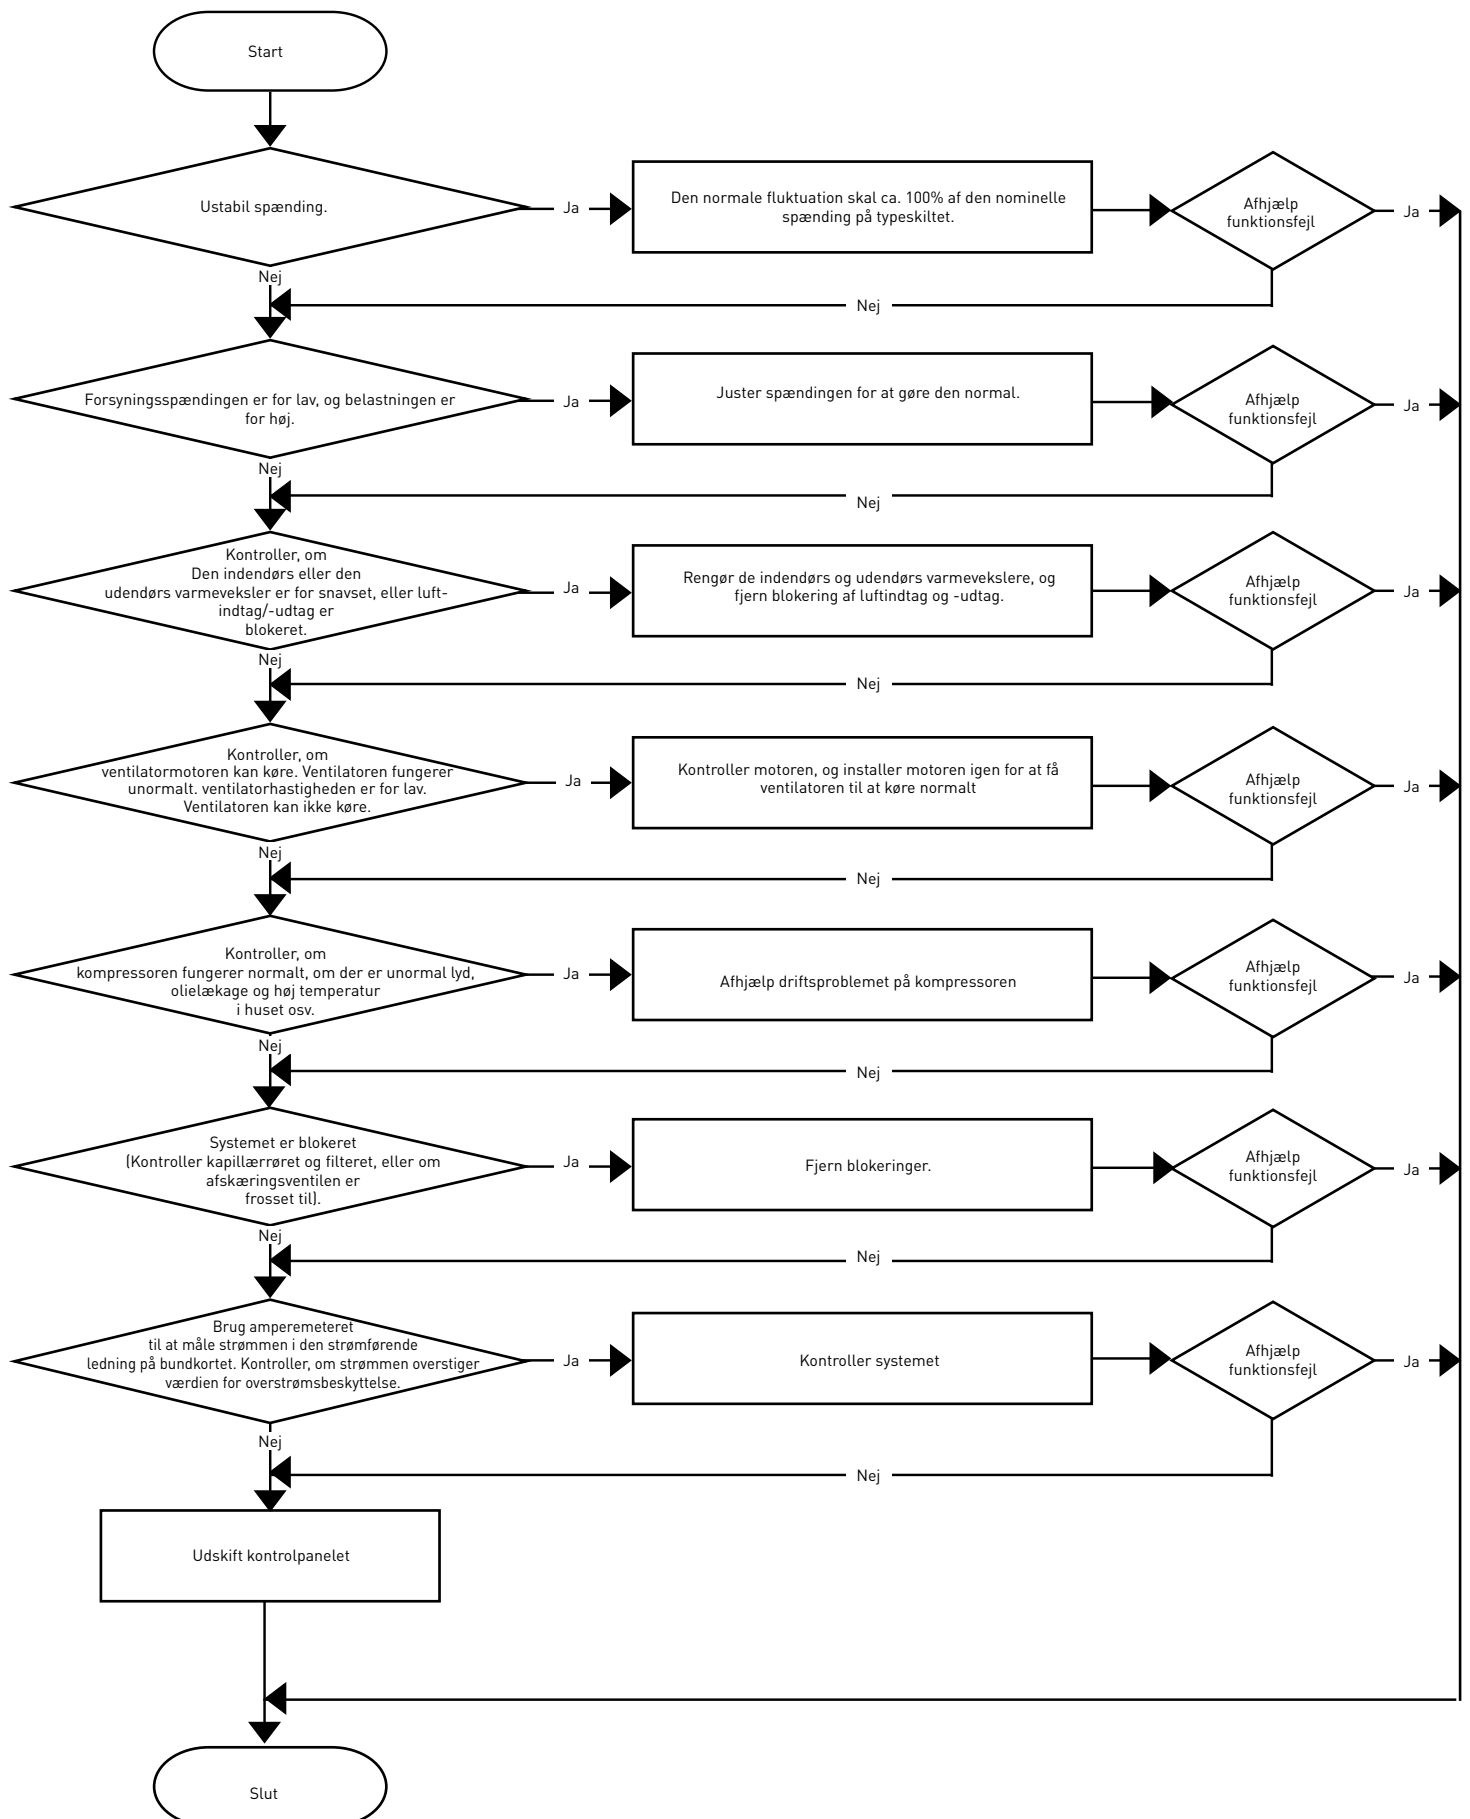 Start
Ustabil spænding.
Ja
Den normale fluktuation skal ca. 100% af den nominelle
spænding på typeskiltet.
Afhjælp
funktionsfejl
Ja
Nej
Nej
Forsyningsspændingen er for lav, og belastningen er
for høj.
Ja
Juster spændingen for at gøre den normal.
Afhjælp
funktionsfejl
Ja
Nej
Nej
Kontroller, om
Den indendørs eller den
udendørs varmeveksler er for snavset, eller luft-
indtag/-udtag er
blokeret.
Ja
Rengør de indendørs og udendørs varmevekslere, og
fjern blokering af luftindtag og -udtag.
Afhjælp
funktionsfejl
Ja
Nej
Nej
Kontroller, om
ventilatormotoren kan køre. Ventilatoren fungerer
unormalt. ventilatorhastigheden er for lav.
Ventilatoren kan ikke køre.
Ja
Kontroller motoren, og installer motoren igen for at få
ventilatoren til at køre normalt
Afhjælp
funktionsfejl
Ja
Nej
Nej
Kontroller, om
kompressoren fungerer normalt, om der er unormal lyd,
olielækage og høj temperatur
i huset osv.
Ja
Afhjælp driftsproblemet på kompressoren
Afhjælp
funktionsfejl
Ja
Nej
Nej
Systemet er blokeret
(Kontroller kapillærrøret og filteret, eller om
afskæringsventilen er
frosset til).
Ja
Fjern blokeringer.
Afhjælp
funktionsfejl
Ja
Nej
Nej
Brug amperemeteret
til at måle strømmen i den strømførende
ledning på bundkortet. Kontroller, om strømmen overstiger
værdien for overstrømsbeskyttelse.
Ja
Kontroller systemet
Afhjælp
funktionsfejl
Ja
Nej
Nej
Udskift kontrolpanelet
Slut